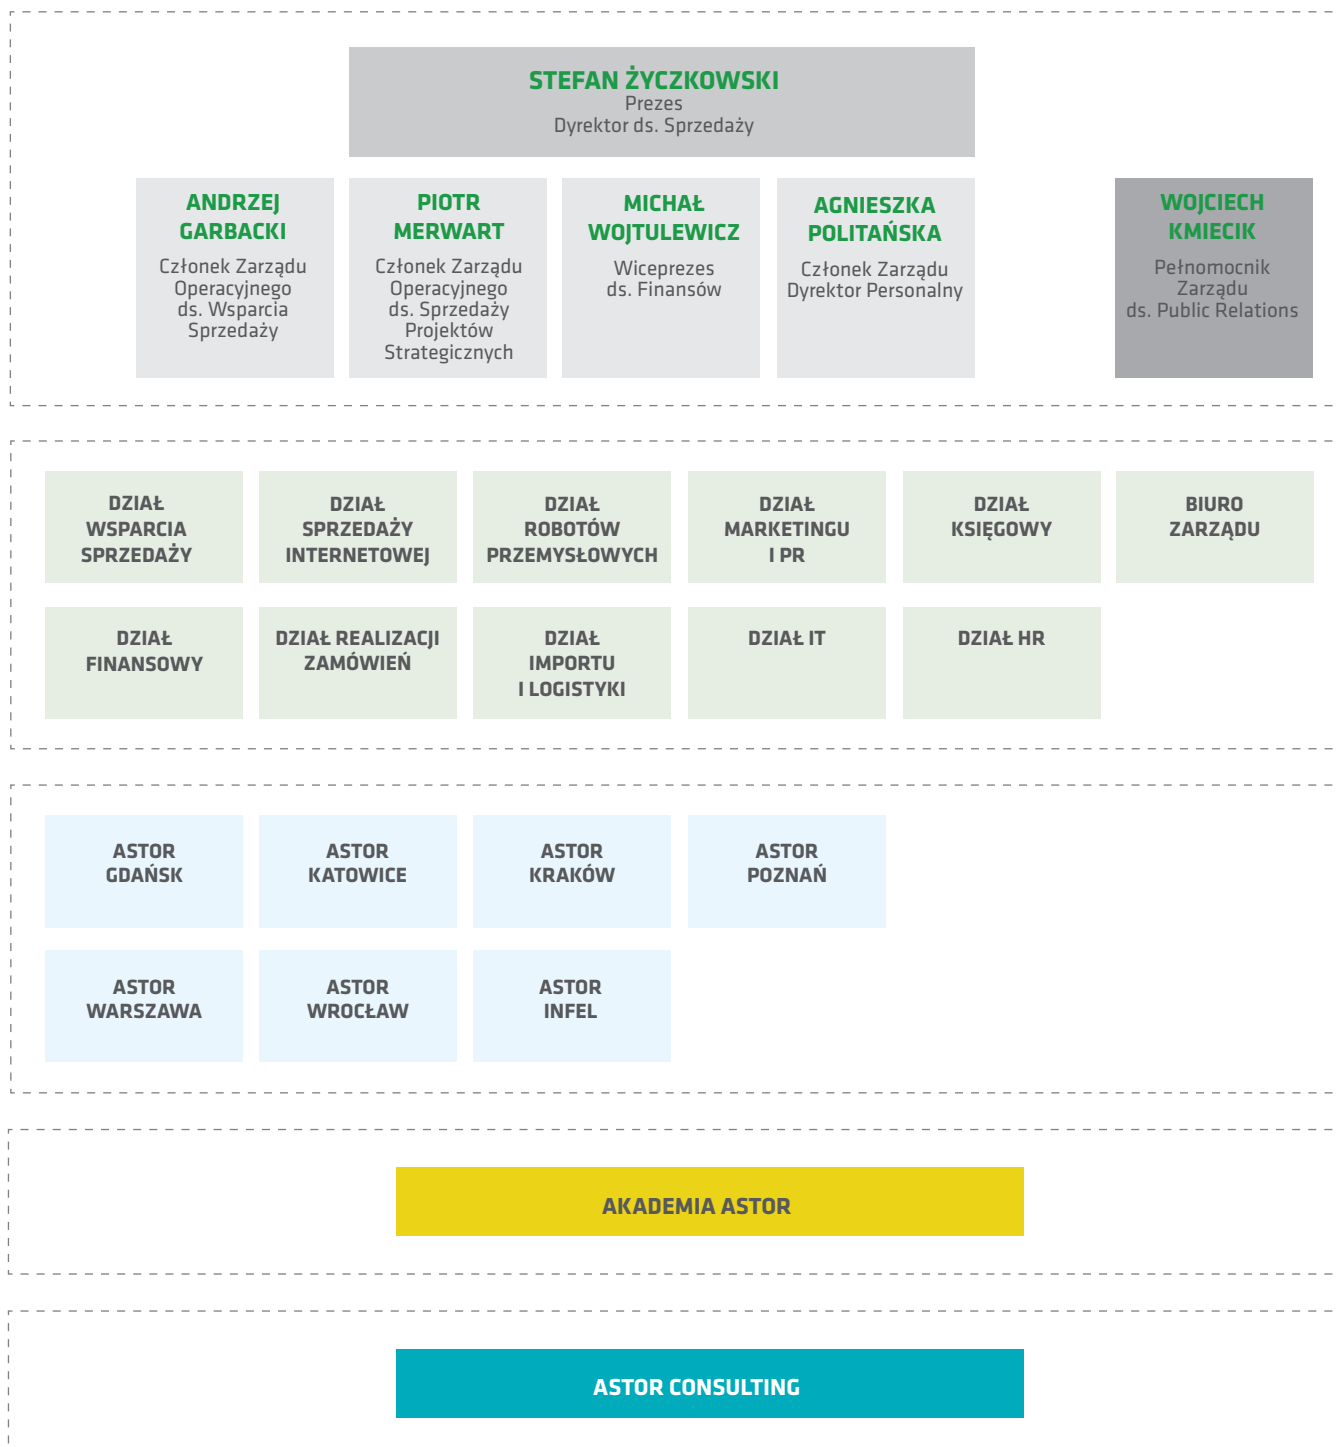 STEFAN ŻYCZKOWSKI
Prezes
Dyrektor ds. Sprzedaży
ANDRZEJ
GARBACKI
Członek Zarządu
Operacyjnego
ds. Wsparcia
Sprzedaży
PIOTR
MERWART
Członek Zarządu
Operacyjnego
ds. Sprzedaży
Projektów
Strategicznych
MICHAŁ
WOJTULEWICZ
Wiceprezes
ds. Finansów
AGNIESZKA
POLITAŃSKA
Członek Zarządu
Dyrektor Personalny
WOJCIECH
KMIECIK
Pełnomocnik
Zarządu
ds. Public Relations
DZIAŁ
WSPARCIA
SPRZEDAŻY
DZIAŁ
SPRZEDAŻY
INTERNETOWEJ
DZIAŁ
ROBOTÓW
PRZEMYSŁOWYCH
DZIAŁ
MARKETINGU
I PR
DZIAŁ
KSIĘGOWY
BIURO
ZARZĄDU
DZIAŁ
FINANSOWY
DZIAŁ REALIZACJI
ZAMÓWIEŃ
DZIAŁ
IMPORTU
I LOGISTYKI
DZIAŁ IT
DZIAŁ HR
ASTOR
GDAŃSK
ASTOR
KATOWICE
ASTOR
KRAKÓW
ASTOR
POZNAŃ
ASTOR
WARSZAWA
ASTOR
WROCŁAW
ASTOR
INFEL
AKADEMIA ASTOR
ASTOR CONSULTING